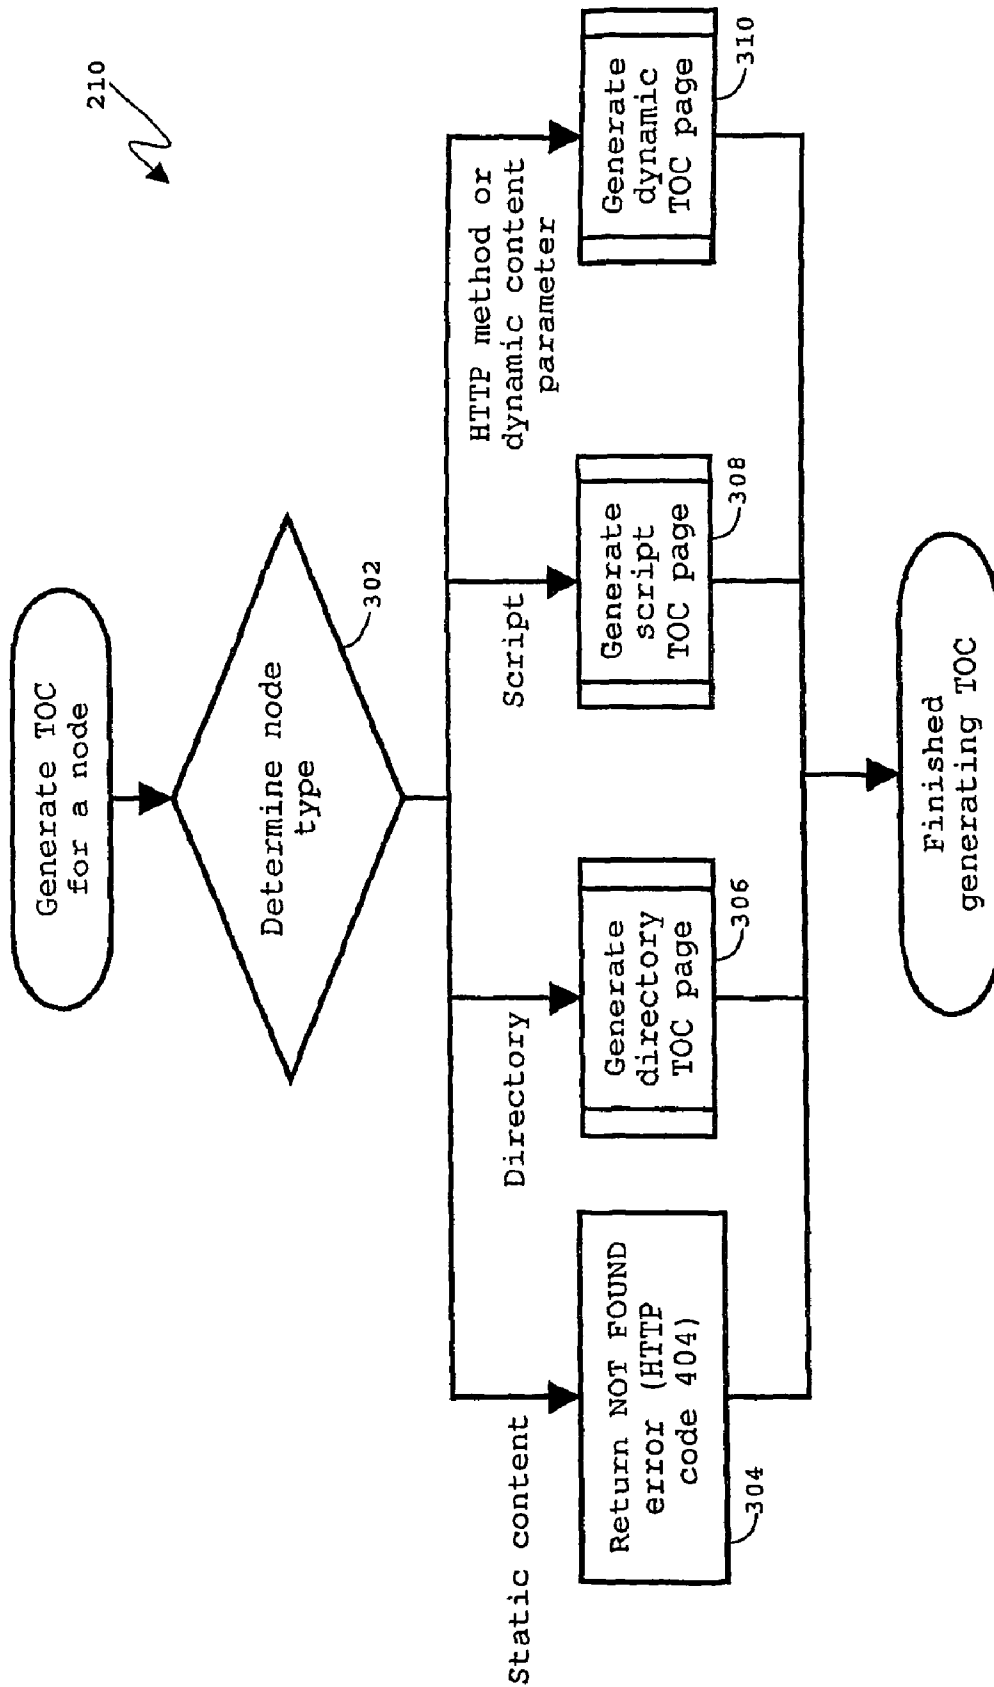 210
Generate TOC
for a node
Determine node
type
302
Static content
Directory
Script
HTTP method or
dynamic content
parameter
Return NOT FOUND
error (HTTP
code 404)
304
Generate
directory
TOC page
306
Generate
script
TOC page
308
Generate
dynamic
TOC page
310
Finished
generating TOC